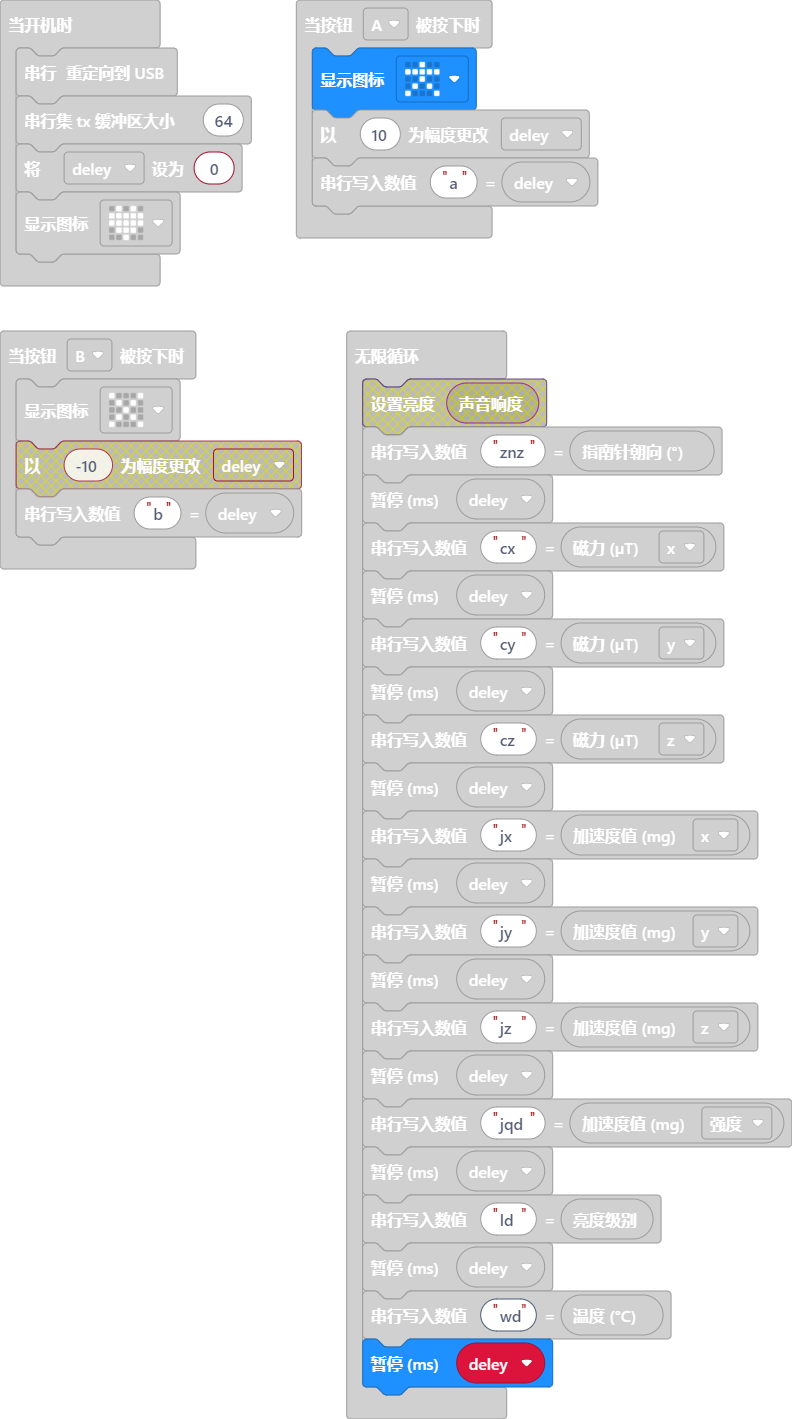 当开机时
串行 重定向到 USB
串行集 tx 缓冲区大小 64
将 deley 设为 0
显示图标
当按钮 A 被按下时
显示图标
以 10 为幅度更改 deley
串行写入数值 "a" = deley
当按钮 B 被按下时
显示图标
以 -10 为幅度更改 deley
串行写入数值 "b" = deley
无限循环
设置亮度 声音响度
串行写入数值 "znz" = 指南针朝向 (°)
暂停 (ms) deley
串行写入数值 "cx" = 磁力 (µT) x
暂停 (ms) deley
串行写入数值 "cy" = 磁力 (µT) y
暂停 (ms) deley
串行写入数值 "cz" = 磁力 (µT) z
暂停 (ms) deley
串行写入数值 "jx" = 加速度值 (mg) x
暂停 (ms) deley
串行写入数值 "jy" = 加速度值 (mg) y
暂停 (ms) deley
串行写入数值 "jz" = 加速度值 (mg) z
暂停 (ms) deley
串行写入数值 "jqd" = 加速度值 (mg) 强度
暂停 (ms) deley
串行写入数值 "ld" = 亮度级别
暂停 (ms) deley
串行写入数值 "wd" = 温度 (°C)
暂停 (ms) deley